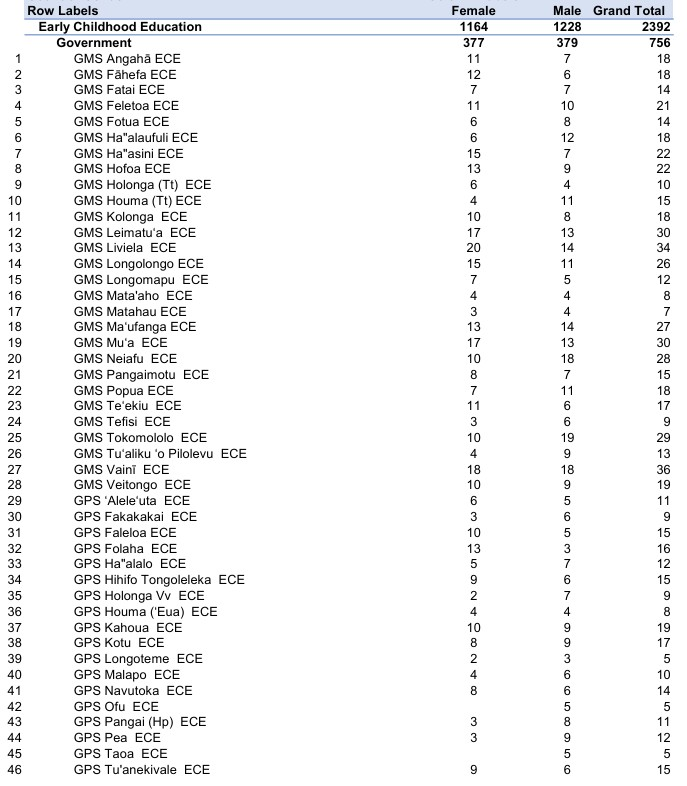 Row Labels Female Male Grand Total
Early Childhood Education 1164 1228 2392
Government 377 379 756
1 GMS Angahā ECE 11 7 18
2 GMS Fāhefa ECE 12 6 18
3 GMS Fatai ECE 7 7 14
4 GMS Feletoa ECE 11 10 21
5 GMS Fotua ECE 6 8 14
6 GMS Ha"alaufuli ECE 6 12 18
7 GMS Ha"asini ECE 15 7 22
8 GMS Hofoa ECE 13 9 22
9 GMS Holonga (Tt) ECE 6 4 10
10 GMS Houma (Tt) ECE 4 11 15
11 GMS Kolonga ECE 10 8 18
12 GMS Leimatu‘a ECE 17 13 30
13 GMS Liviela ECE 20 14 34
14 GMS Longolongo ECE 15 11 26
15 GMS Longomapu ECE 7 5 12
16 GMS Mata'aho ECE 4 4 8
17 GMS Matahau ECE 3 4 7
18 GMS Ma‘ufanga ECE 13 14 27
19 GMS Mu‘a ECE 17 13 30
20 GMS Neiafu ECE 10 18 28
21 GMS Pangaimotu ECE 8 7 15
22 GMS Popua ECE 7 11 18
23 GMS Te‘ekiu ECE 11 6 17
24 GMS Tefisi ECE 3 6 9
25 GMS Tokomololo ECE 10 19 29
26 GMS Tu‘aliku ‘o Pilolevu ECE 4 9 13
27 GMS Vainī ECE 18 18 36
28 GMS Veitongo ECE 10 9 19
29 GPS ‘Alele‘uta ECE 6 5 11
30 GPS Fakakakai ECE 3 6 9
31 GPS Faleloa ECE 10 5 15
32 GPS Folaha ECE 13 3 16
33 GPS Ha"alalo ECE 5 7 12
34 GPS Hihifo Tongoleleka ECE 9 6 15
35 GPS Holonga Vv ECE 2 7 9
36 GPS Houma (‘Eua) ECE 4 4 8
37 GPS Kahoua ECE 10 9 19
38 GPS Kotu ECE 8 9 17
39 GPS Longoteme ECE 2 3 5
40 GPS Malapo ECE 4 6 10
41 GPS Navutoka ECE 8 6 14
42 GPS Ofu ECE 5 5
43 GPS Pangai (Hp) ECE 3 8 11
44 GPS Pea ECE 3 9 12
45 GPS Taoa ECE 5 5
46 GPS Tu'anekivale ECE 9 6 15